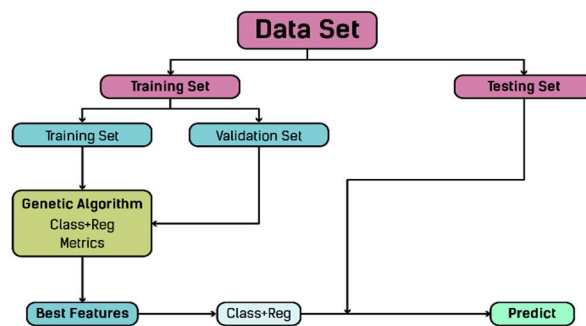 Data Set
Training Set
Testing Set
Training Set
Validation Set
Genetic Algorithm
Class+Reg
Metrics
Best Features
Class+Reg
Predict